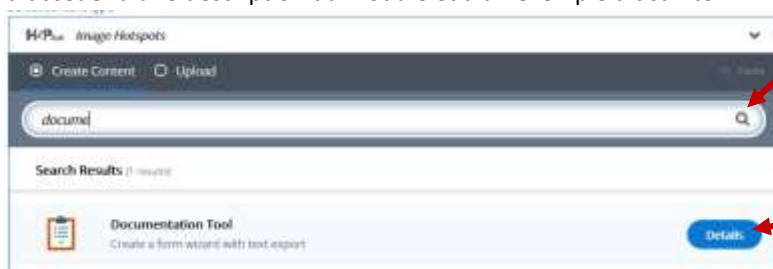 H5P Image Hotspots
Create Content Upload
docume
Search Results
Documentation Tool
Create a form wizard with text export
Details